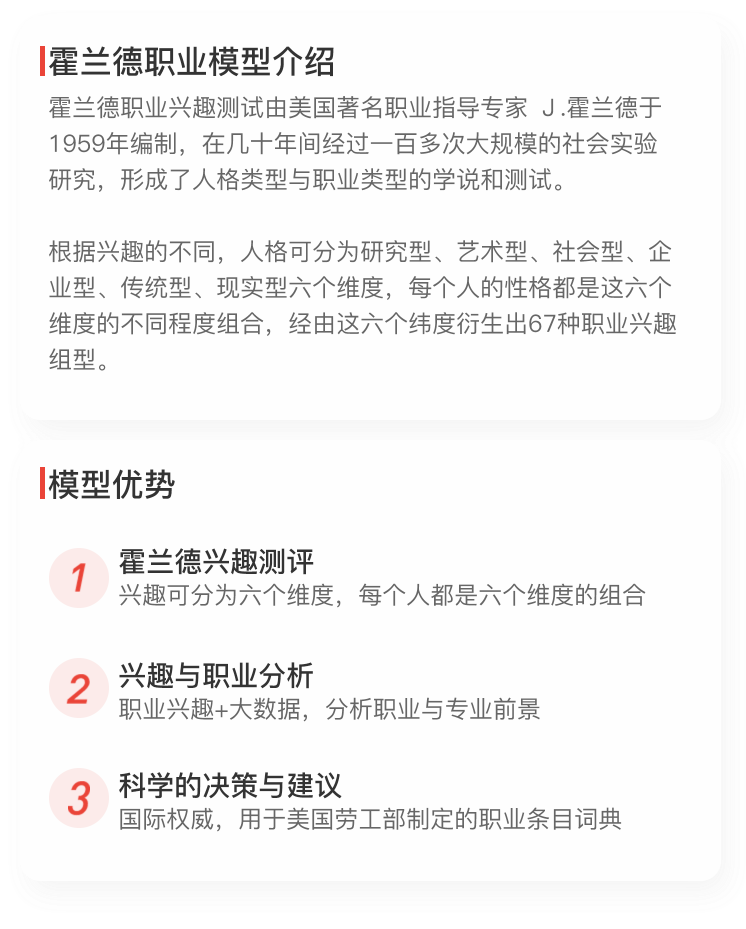 霍兰德职业模型介绍
霍兰德职业兴趣测试由美国著名职业指导专家 Ｊ.霍兰德于
1959年编制，在几十年间经过一百多次大规模的社会实验
研究，形成了人格类型与职业类型的学说和测试。
根据兴趣的不同，人格可分为研究型、艺术型、社会型、企
业型、传统型、现实型六个维度，每个人的性格都是这六个
维度的不同程度组合，经由这六个纬度衍生出67种职业兴趣
组型。
模型优势
1
霍兰德兴趣测评
兴趣可分为六个维度，每个人都是六个维度的组合
2
兴趣与职业分析
职业兴趣+大数据，分析职业与专业前景
3
科学的决策与建议
国际权威，用于美国劳工部制定的职业条目词典